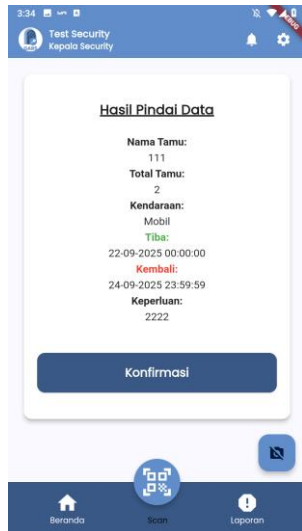 3:34
DEBUG
Test Security
Kepala Security
Hasil Pindai Data
Nama Tamu:
111
Total Tamu:
2
Kendaraan:
Mobil
Tiba:
22-09-2025 00:00:00
Kembali:
24-09-2025 23:59:59
Keperluan:
2222
Konfirmasi
Beranda
Scan
Laporan